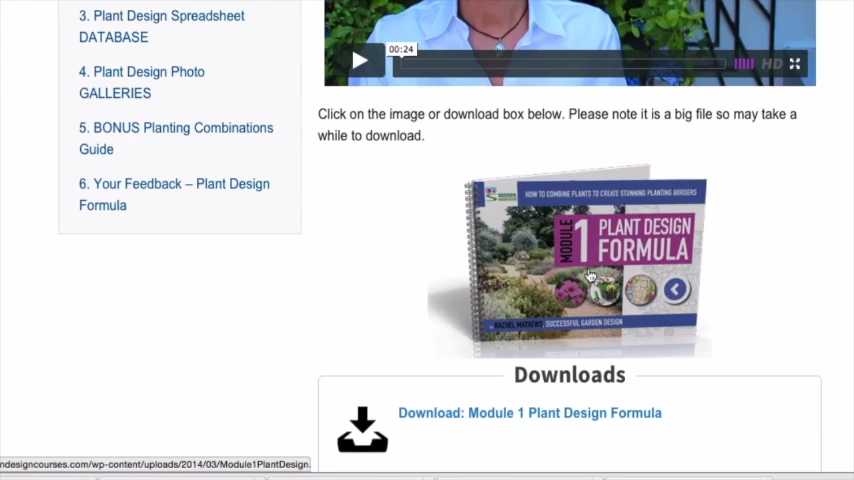 3. Plant Design Spreadsheet
DATABASE
4. Plant Design Photo
GALLERIES
5. BONUS Planting Combinations
Guide
6. Your Feedback – Plant Design
Formula
00:24
HD
Click on the image or download box below. Please note it is a big file so may take a
while to download.
HOW TO COMBINE PLANTS TO CREATE STUNNING PLANTING BORDERS
MODULE 1 PLANT DESIGN
FORMULA
RACHEL MATHEWS SUCCESSFUL GARDEN DESIGN
Downloads
Download: Module 1 Plant Design Formula
ndesigncourses.com/wp-content/uploads/2014/03/Module1PlantDesign.